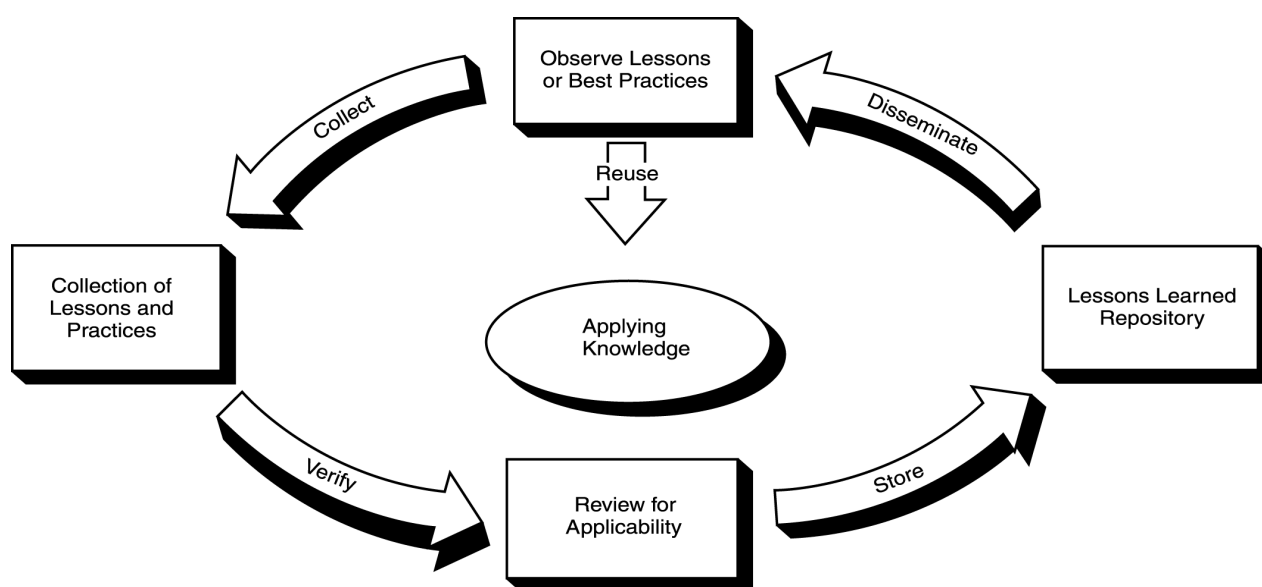 Observe Lessons
or Best Practices
Collect
Disseminate
Reuse
Collection of
Lessons and
Practices
Applying
Knowledge
Lessons Learned
Repository
Verify
Review for
Applicability
Store